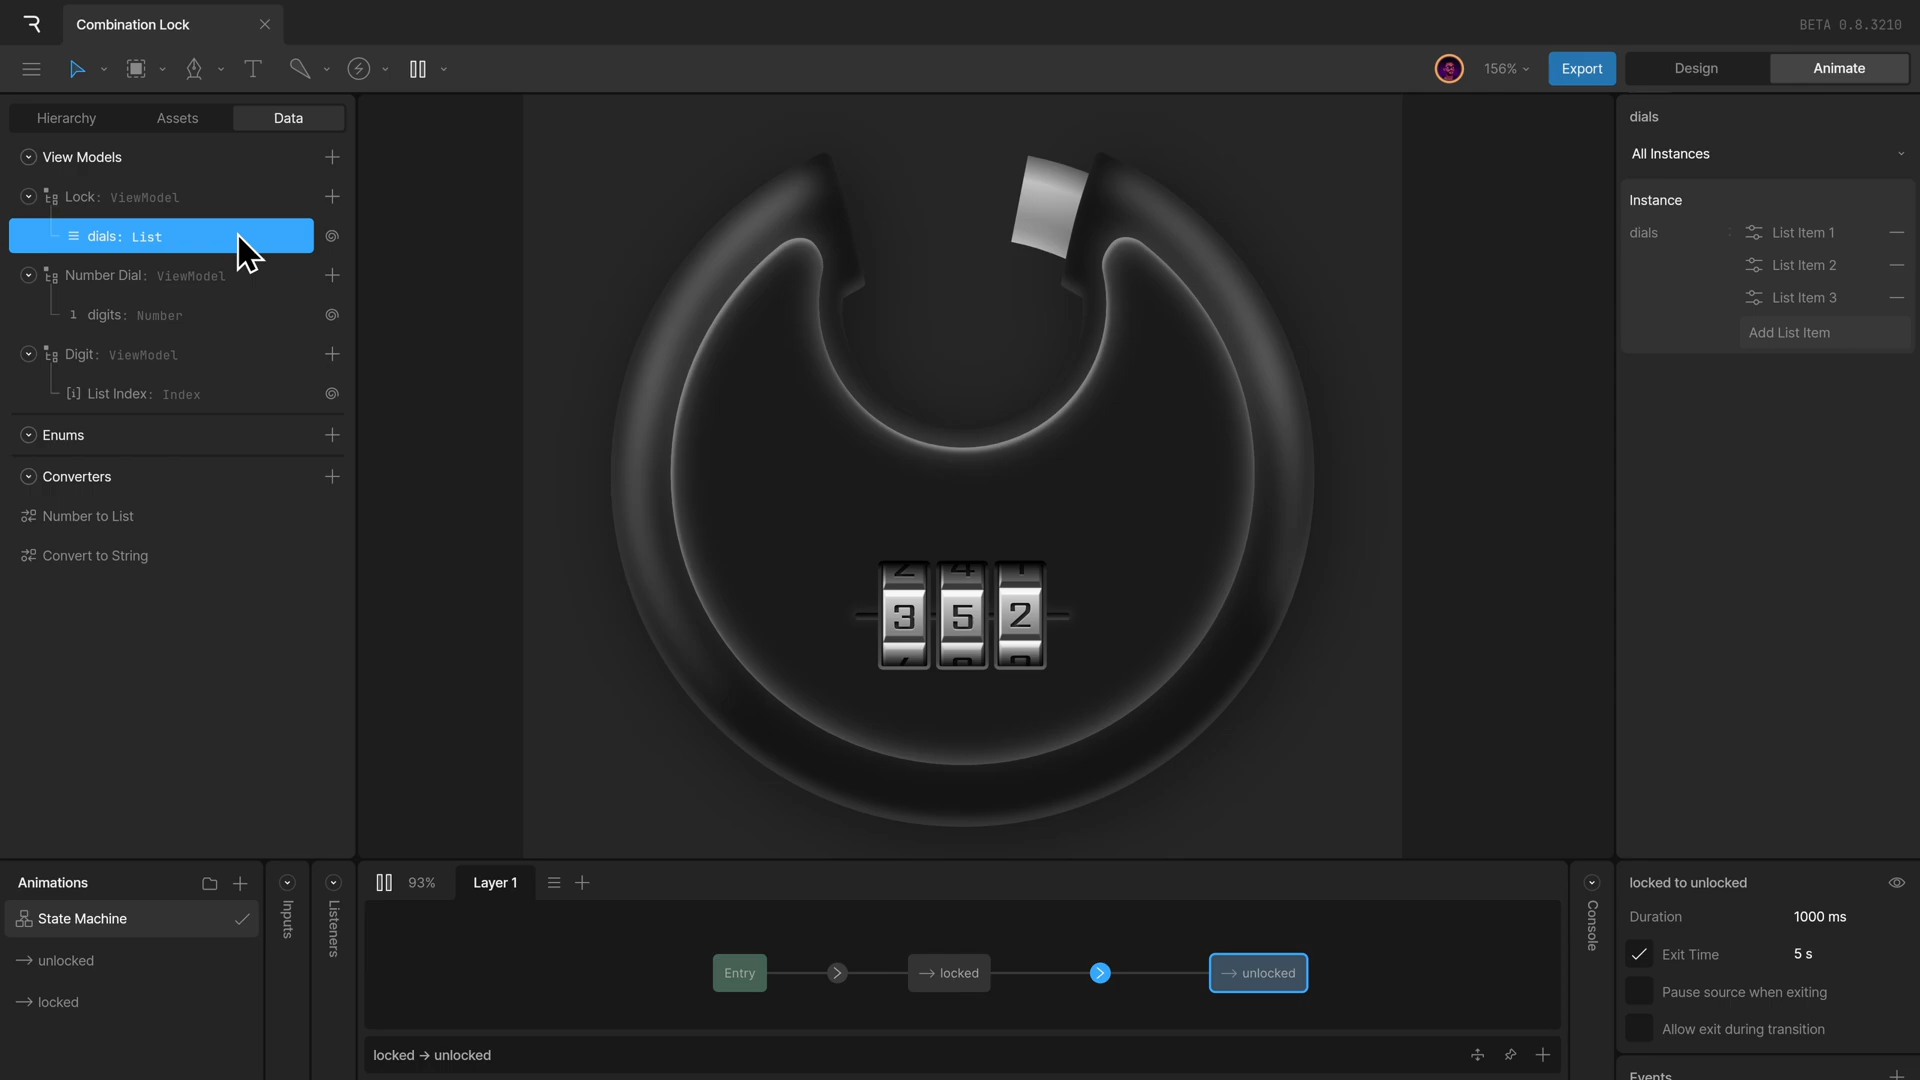 Combination Lock
BETA 0.8.3210
156%
Export
Design
Animate
Hierarchy
Assets
Data
View Models
Lock: ViewModel
dials: List
Number Dial: ViewModel
1 digits: Number
Digit: ViewModel
[i] List Index: Index
Enums
Converters
Number to List
Convert to String
3 5 2
dials
All Instances
Instance
dials : List Item 1
List Item 2
List Item 3
Add List Item
Animations
State Machine
unlocked
locked
Inputs
Listeners
93%
Layer 1
Entry
→ locked
→ unlocked
locked → unlocked
Console
locked to unlocked
Duration 1000 ms
Exit Time 5 s
Pause source when exiting
Allow exit during transition
Events